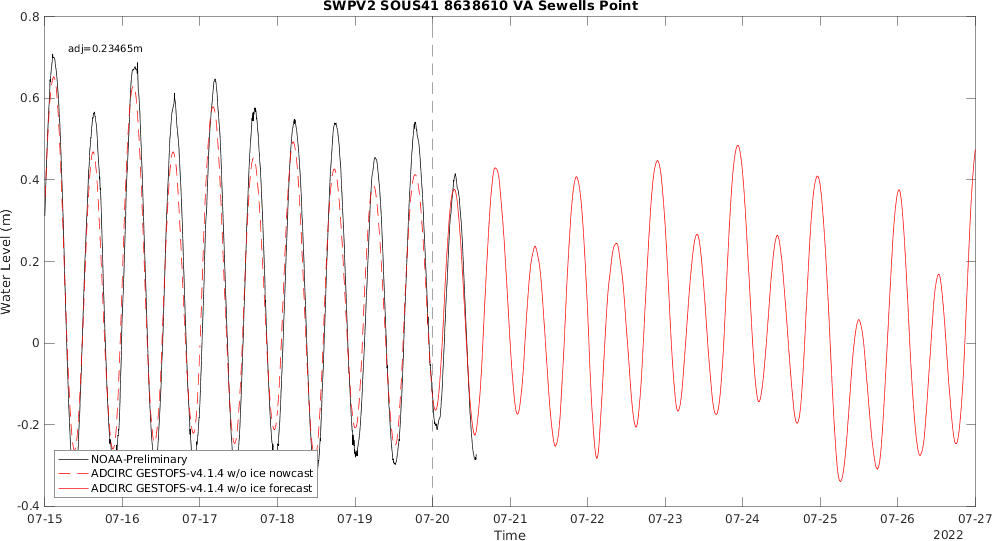 SWPV2 SOUS41 8638610 VA Sewells Point
adj=0.23465m
0.8
0.6
0.4
0.2
0
-0.2
-0.4
Water Level (m)
NOAA-Preliminary
ADCIRC GESTOFS-v4.1.4 w/o ice nowcast
ADCIRC GESTOFS-v4.1.4 w/o ice forecast
07-15 07-16 07-17 07-18 07-19 07-20 07-21 07-22 07-23 07-24 07-25 07-26 07-27
Time
2022